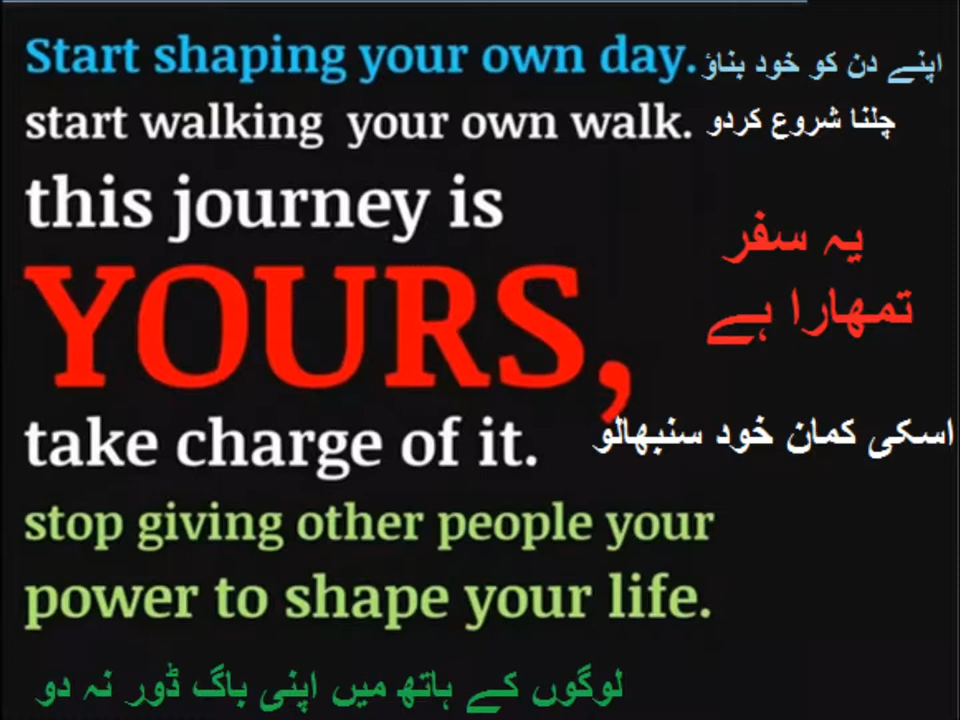 Start shaping your own day. اپنے دن کو خود بناؤ
start walking your own walk. چلنا شروع کردو
this journey is
یہ سفر
YOURS,
تمھارا ہے
take charge of it. اسکی کمان خود سنبھالو
stop giving other people your
power to shape your life.
لوگوں کے ہاتھ میں اپنی باگ ڈور نہ دو